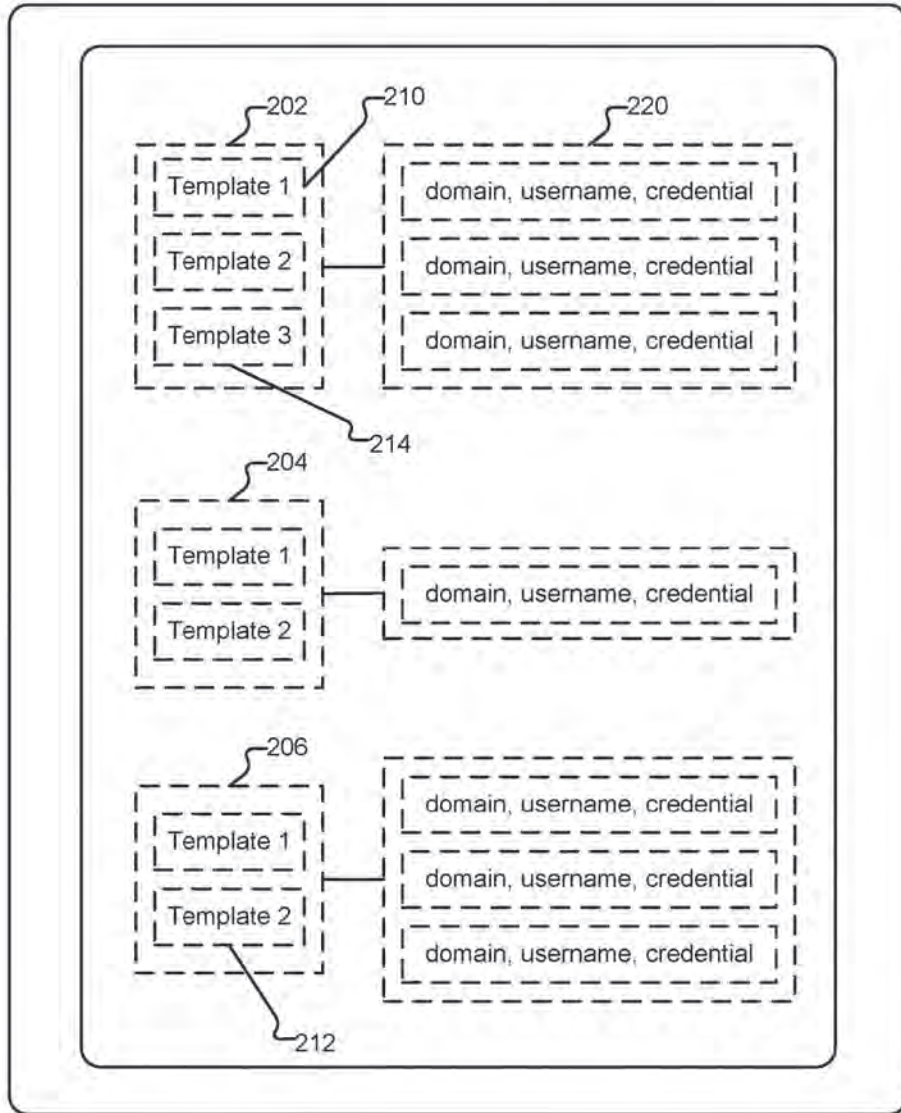 202
210
220
Template 1
domain, username, credential
Template 2
domain, username, credential
Template 3
domain, username, credential
214
204
Template 1
domain, username, credential
Template 2
206
Template 1
domain, username, credential
domain, username, credential
Template 2
domain, username, credential
212